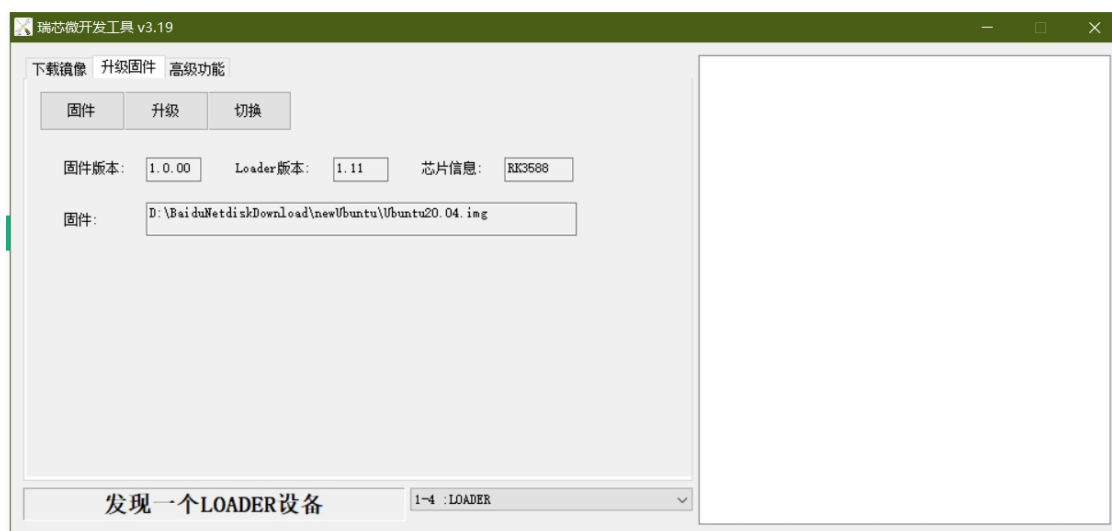 瑞芯微开发工具 v3.19
下载镜像 升级固件 高级功能
固件 升级 切换
固件版本: 1.0.00 Loader版本: 1.11 芯片信息: RK3588
固件: D:\BaiduNetdiskDownload\newUbuntu\Ubuntu20.04.img
发现一个LOADER设备 1-4 :LOADER